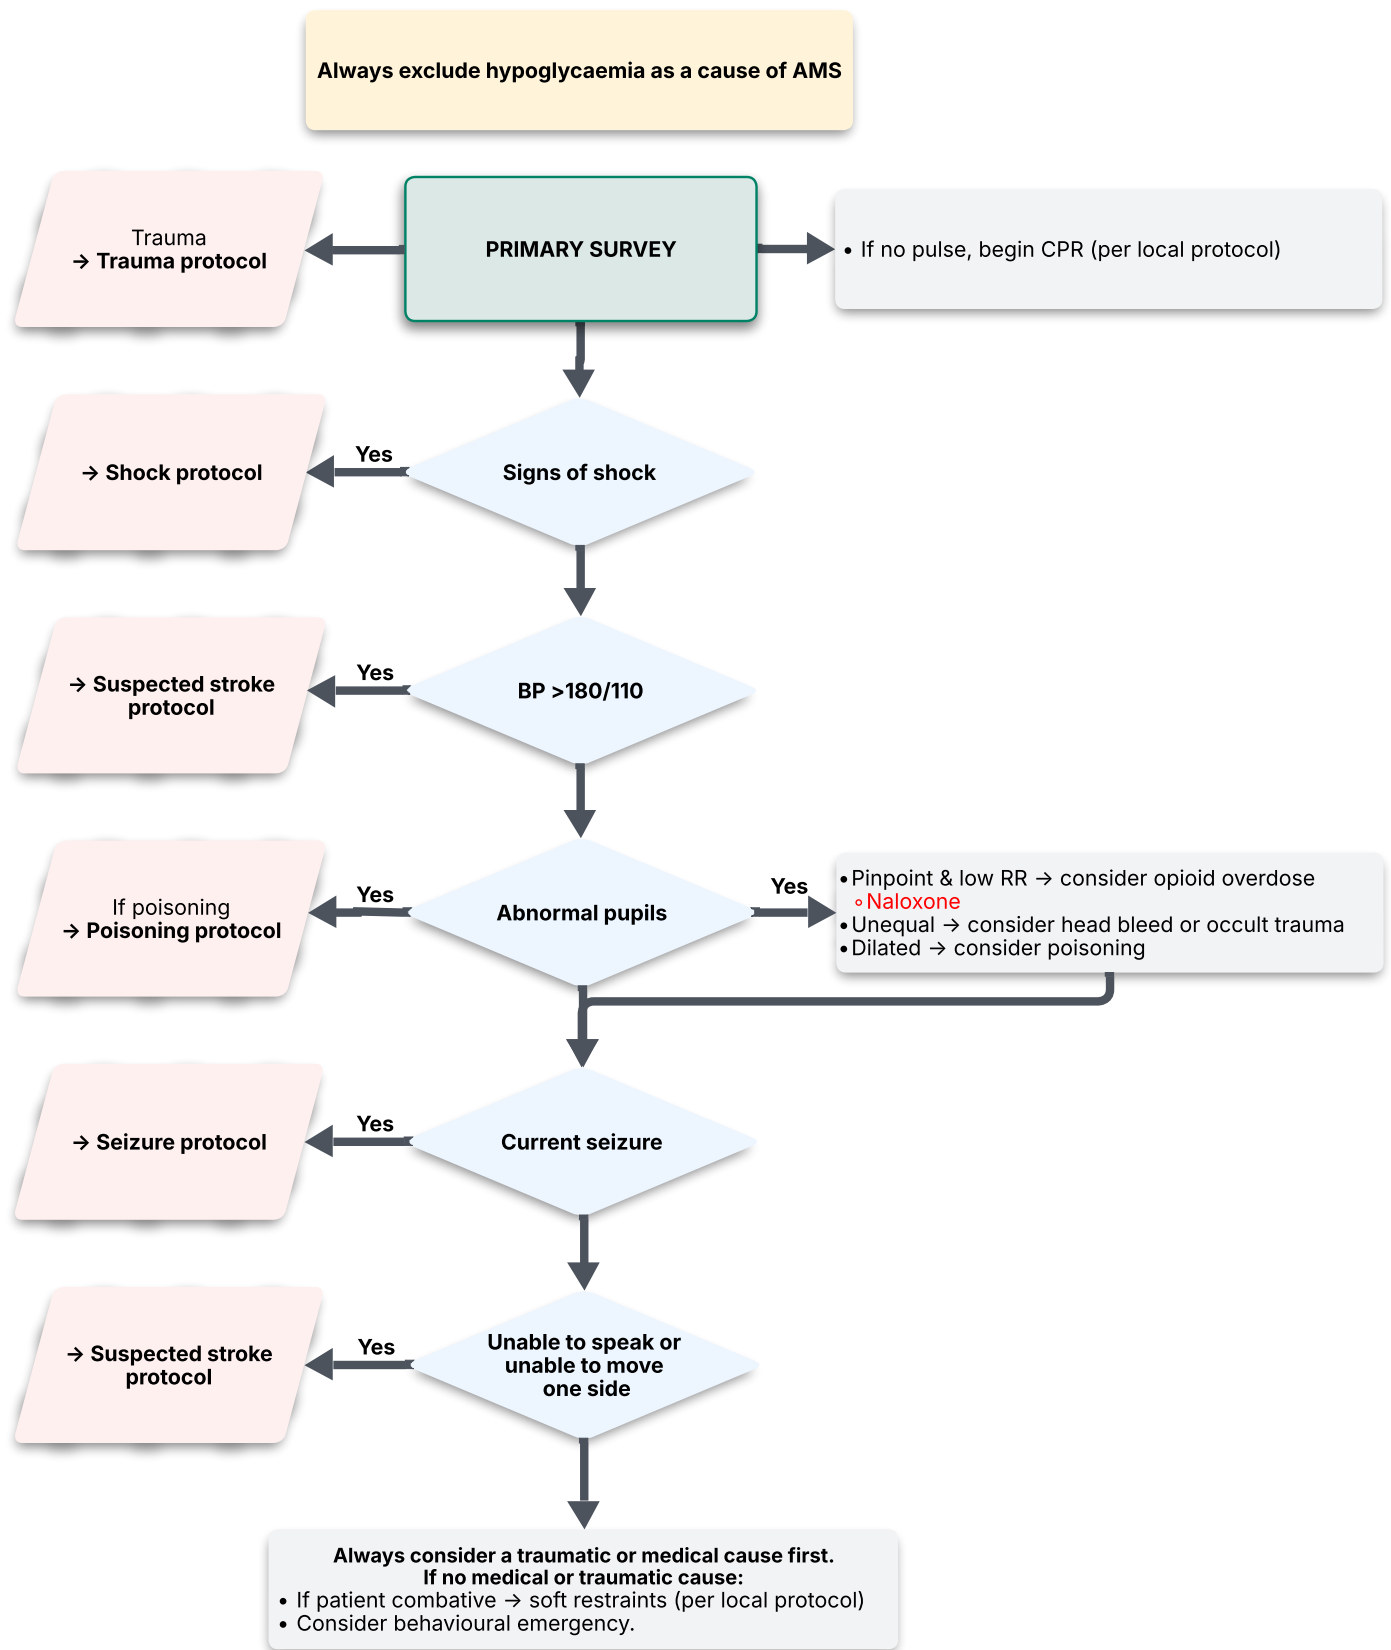 Always exclude hypoglycaemia as a cause of AMS
Trauma
→ Trauma protocol
PRIMARY SURVEY
• If no pulse, begin CPR (per local protocol)
→ Shock protocol
Yes
Signs of shock
→ Suspected stroke
protocol
Yes
BP >180/110
If poisoning
→ Poisoning protocol
Yes
Abnormal pupils
Yes
• Pinpoint & low RR → consider opioid overdose
◦ Naloxone
• Unequal → consider head bleed or occult trauma
• Dilated → consider poisoning
→ Seizure protocol
Yes
Current seizure
→ Suspected stroke
protocol
Yes
Unable to speak or
unable to move
one side
Always consider a traumatic or medical cause first.
If no medical or traumatic cause:
• If patient combative → soft restraints (per local protocol)
• Consider behavioural emergency.